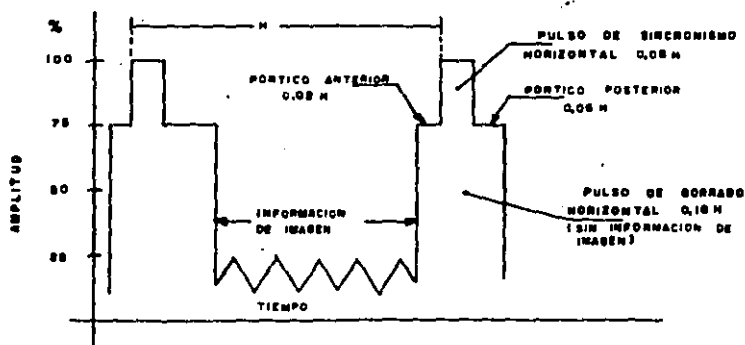 %
H
PULSO DE SINCRONISMO
HORIZONTAL 0,08 H
100
PORTICO ANTERIOR
0,02 H
PORTICO POSTERIOR
0,06 H
75
AMPLITUD
50
PULSO DE BORRADO
HORIZONTAL 0,16 H
(SIN INFORMACION DE
IMAGEN)
INFORMACION
DE IMAGEN
25
TIEMPO